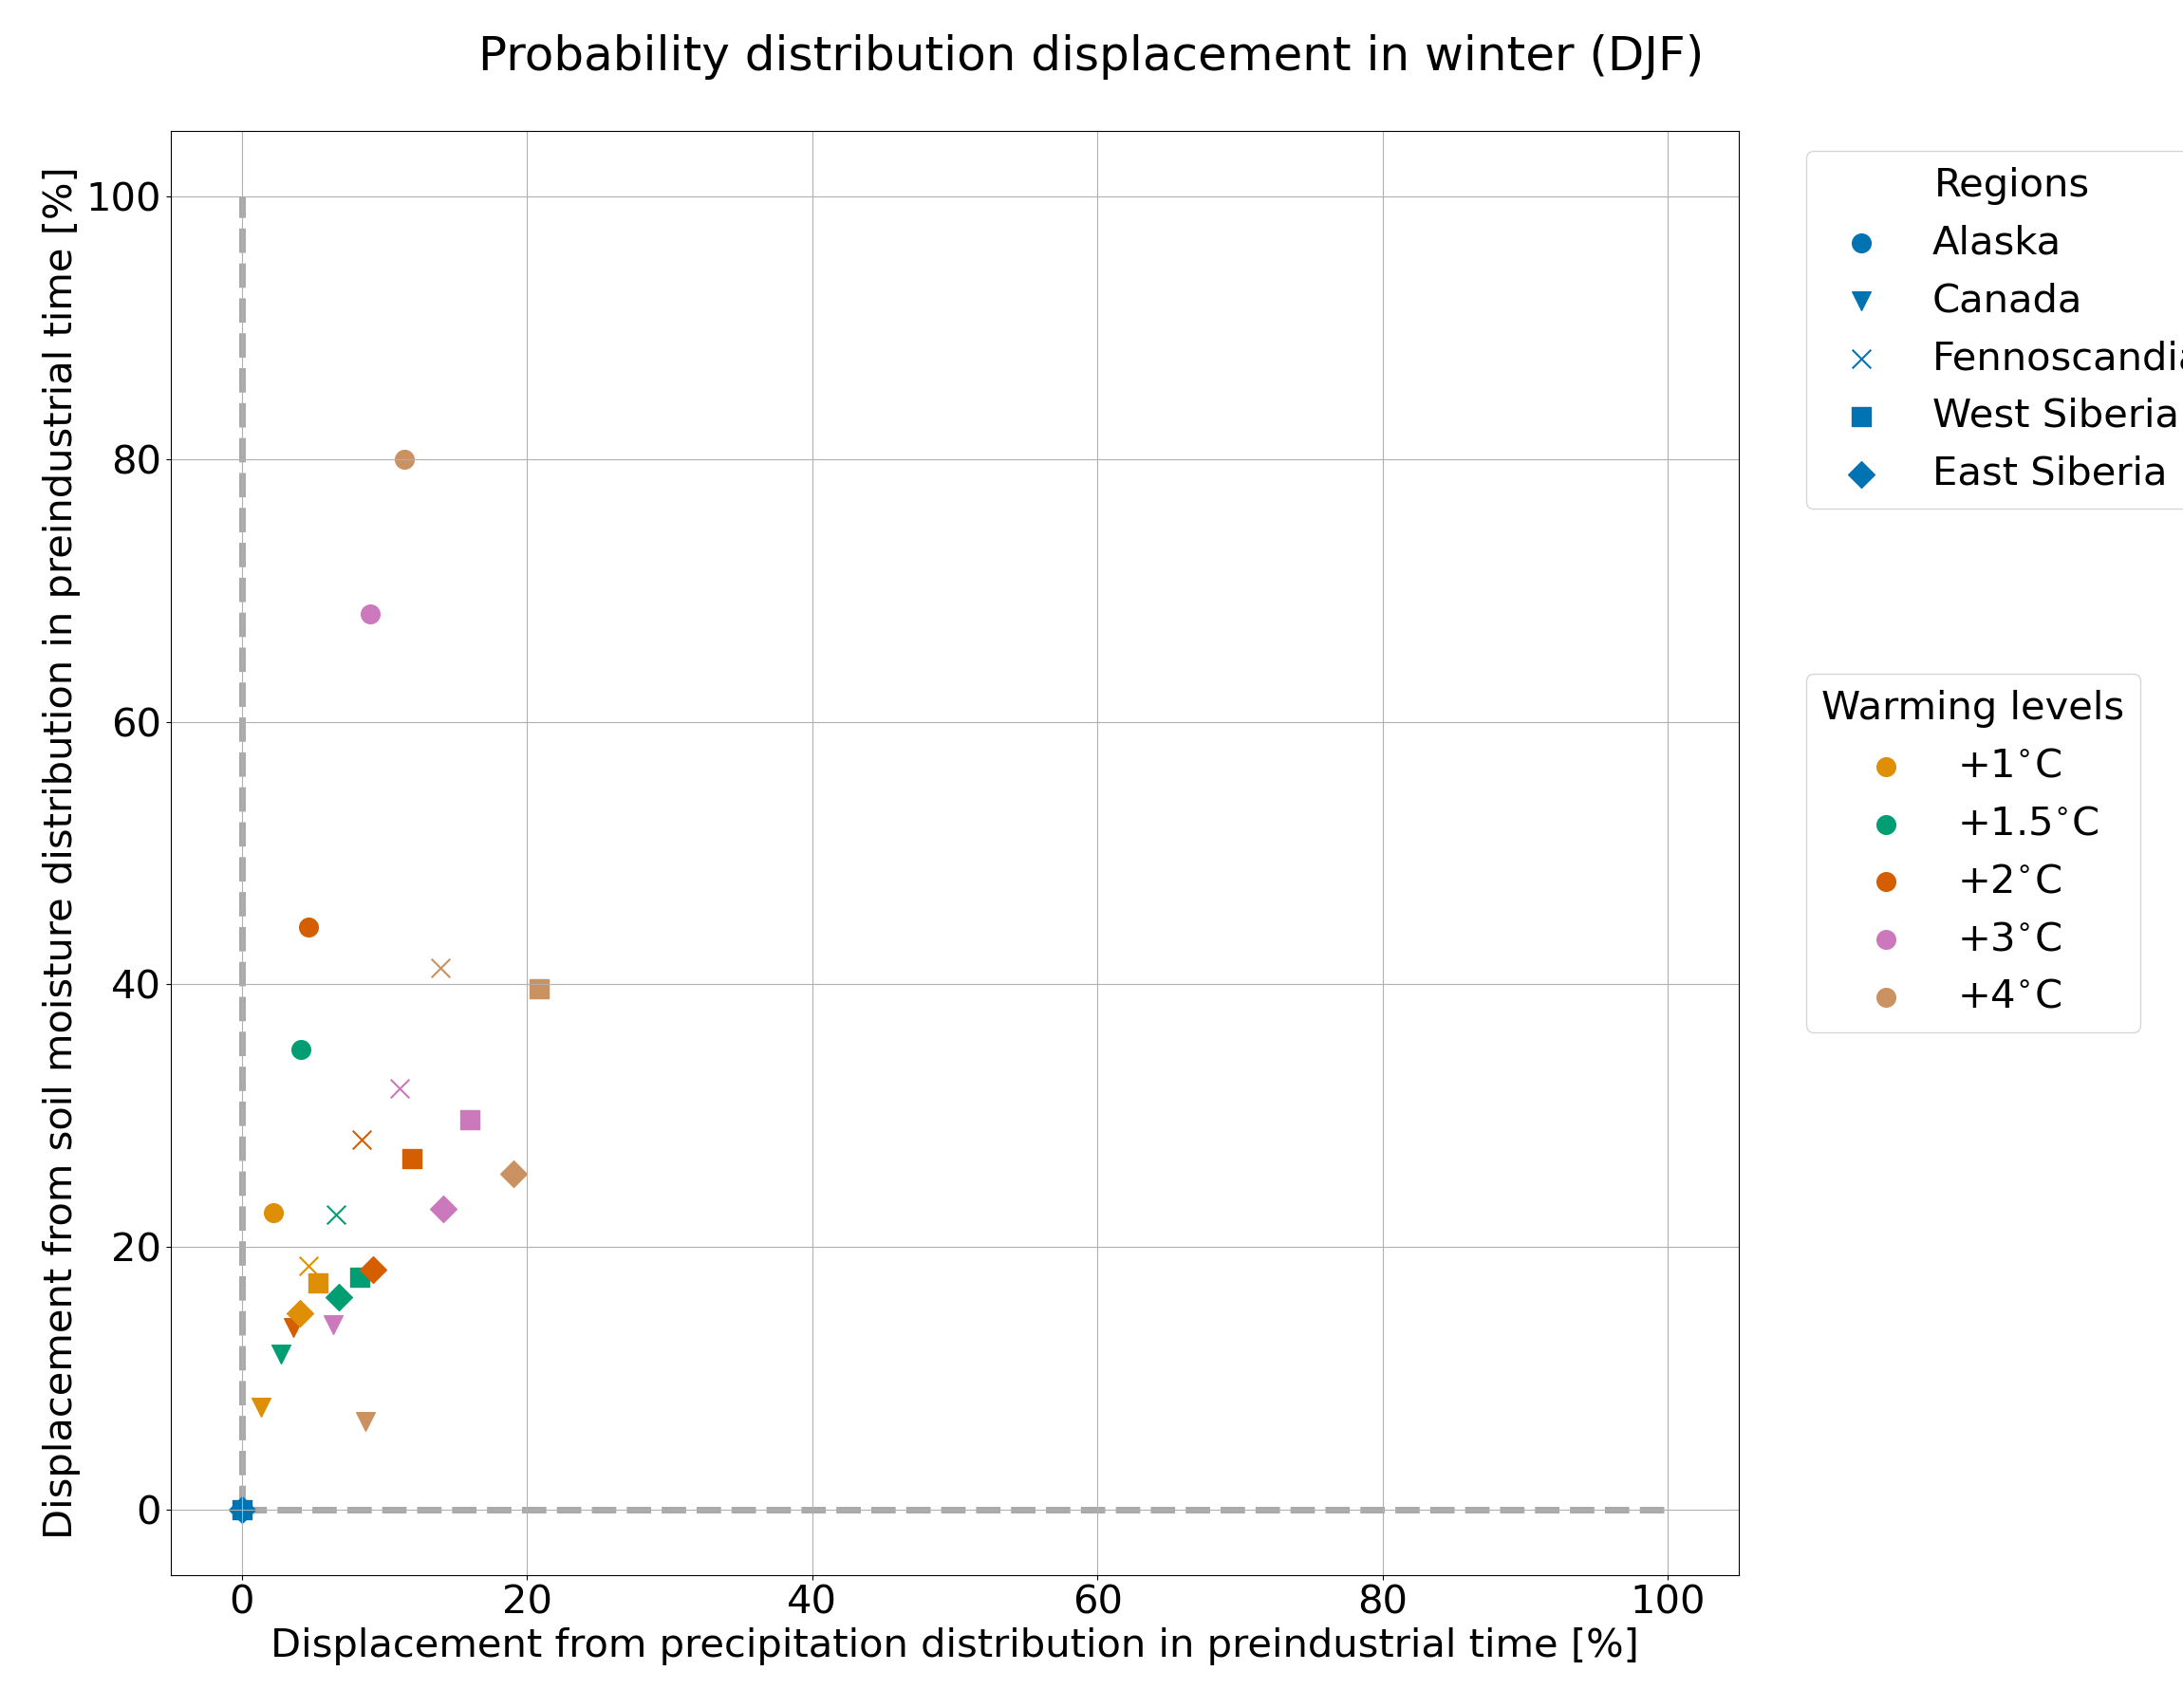 Probability distribution displacement in winter (DJF)
Displacement from soil moisture distribution in preindustrial time [%]
100
80
60
40
20
0
0 20 40 60 80 100
Displacement from precipitation distribution in preindustrial time [%]
Regions
Alaska
Canada
Fennoscandia
West Siberia
East Siberia
Warming levels
+1°C
+1.5°C
+2°C
+3°C
+4°C